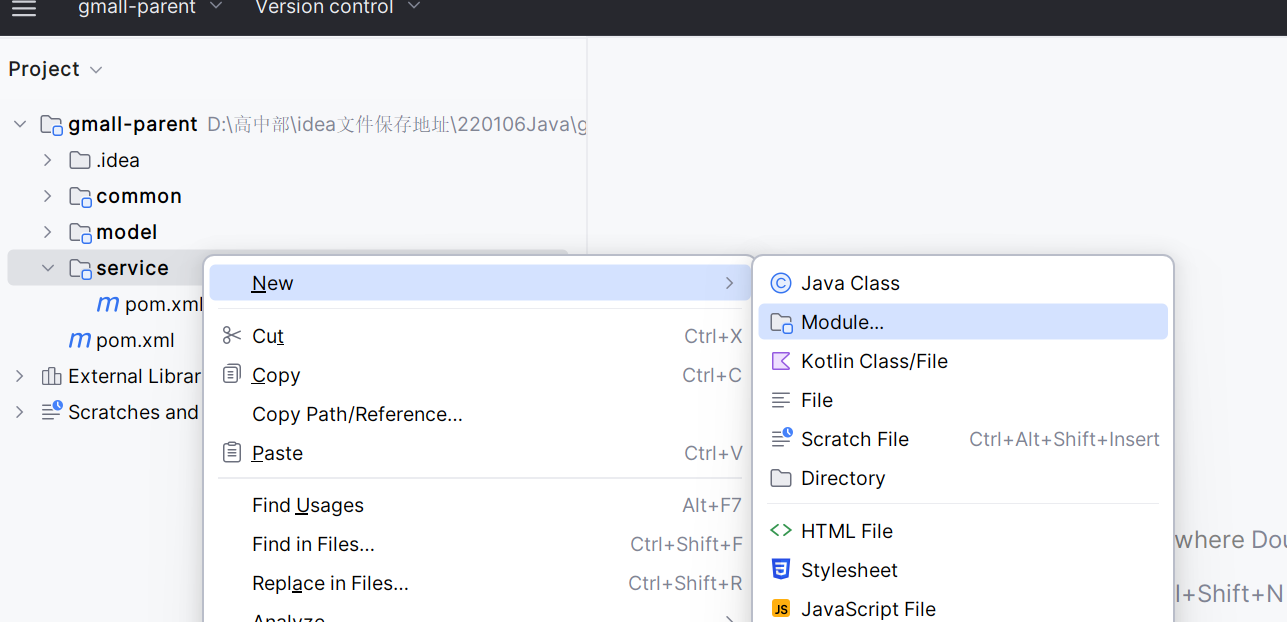 gmall-parent Version control
Project
gmall-parent D:\高中部\idea文件保存地址\220106Java\g
.idea
common
model
service
pom.xml
pom.xml
External Librar
Scratches and
New
Cut Ctrl+X
Copy Ctrl+C
Copy Path/Reference...
Paste Ctrl+V
Find Usages Alt+F7
Find in Files... Ctrl+Shift+F
Replace in Files... Ctrl+Shift+R
Analyze
Java Class
Module...
Kotlin Class/File
File
Scratch File Ctrl+Alt+Shift+Insert
Directory
HTML File
Stylesheet
JavaScript File
where Dou
l+Shift+N